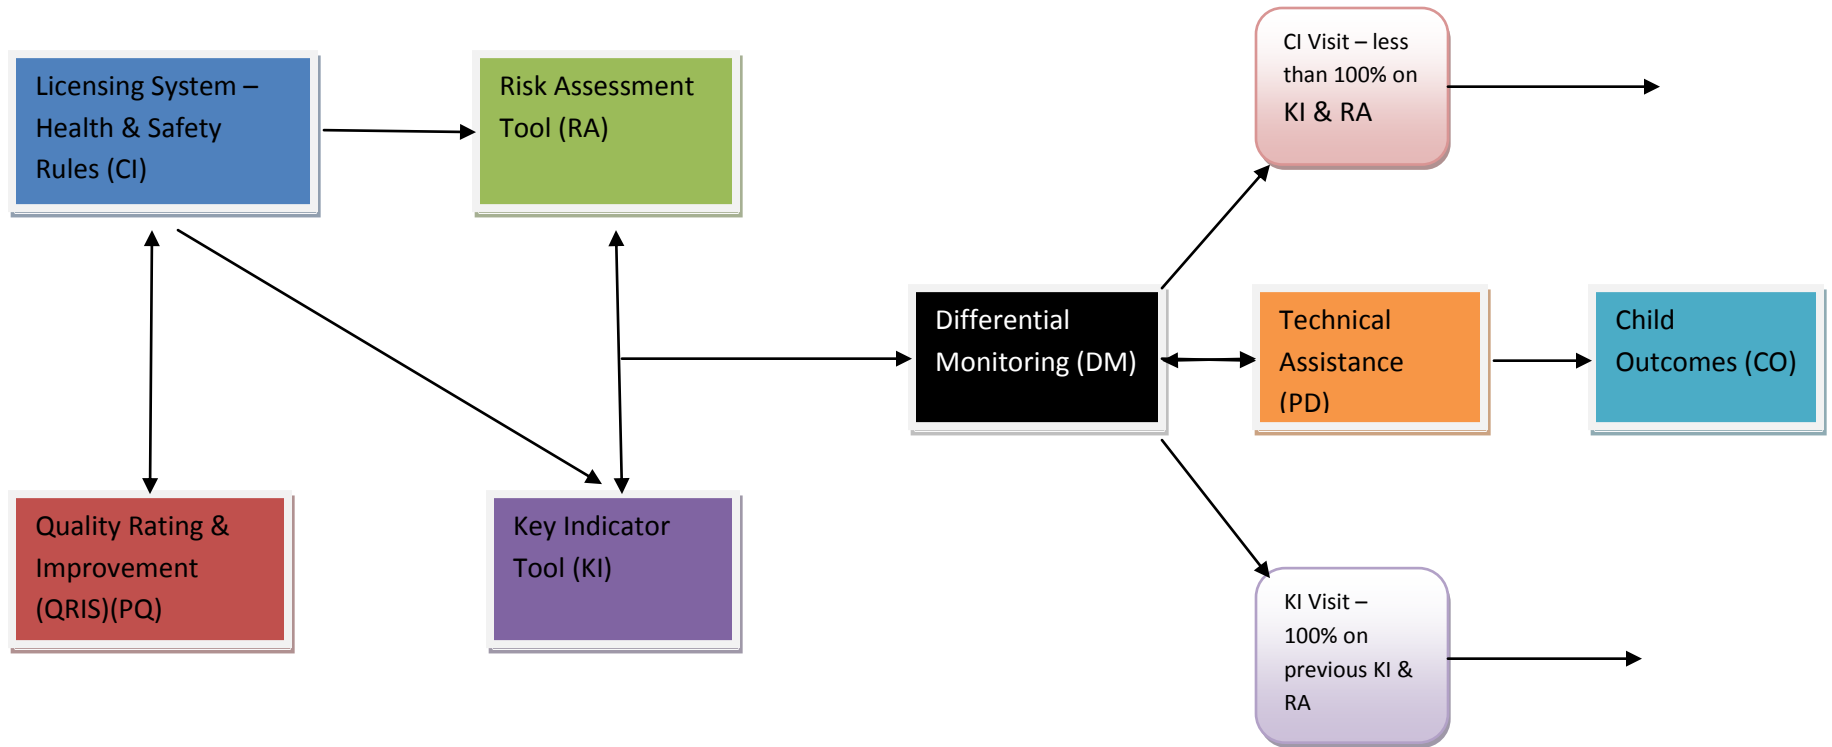 Licensing System –
Health & Safety
Rules (CI)
Risk Assessment
Tool (RA)
CI Visit – less
than 100% on
KI & RA
Differential
Monitoring (DM)
Technical
Assistance
(PD)
Child
Outcomes (CO)
Quality Rating &
Improvement
(QRIS)(PQ)
Key Indicator
Tool (KI)
KI Visit –
100% on
previous KI &
RA